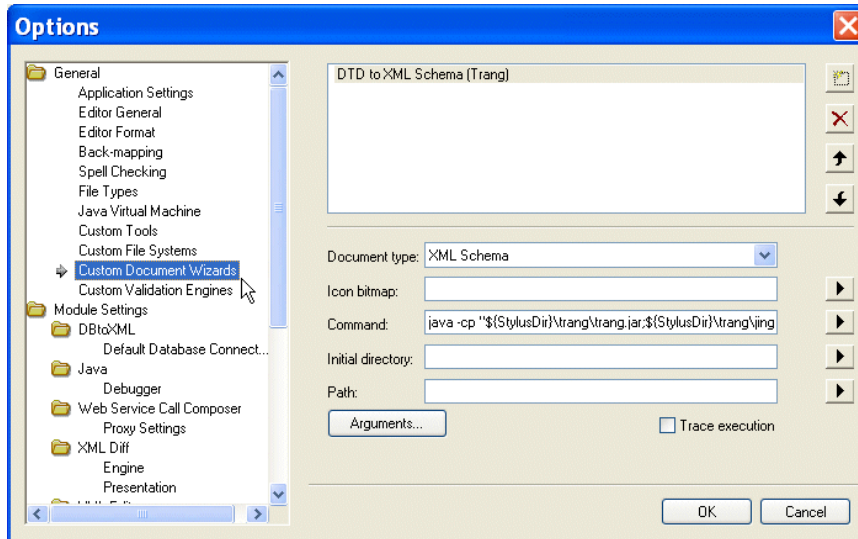 Options
General
Application Settings
Editor General
Editor Format
Back-mapping
Spell Checking
File Types
Java Virtual Machine
Custom Tools
Custom File Systems
Custom Document Wizards
Custom Validation Engines
Module Settings
DBtoXML
Default Database Connect...
Java
Debugger
Web Service Call Composer
Proxy Settings
XML Diff
Engine
Presentation
DTD to XML Schema (Trang)
Document type: XML Schema
Icon bitmap:
Command: java -cp "${StylusDir}\trang\trang.jar;${StylusDir}\trang\jing
Initial directory:
Path:
Arguments...
Trace execution
OK
Cancel